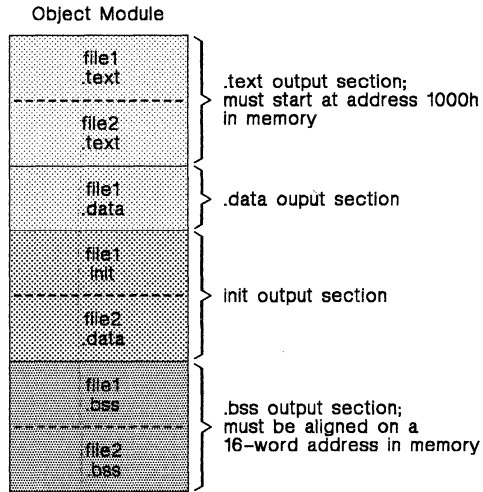 Object Module
file1
.text
file2
.text
.text output section;
must start at address 1000h
in memory
file1
.data
.data ouput section
file1
init
file2
.data
init output section
file1
.bss
file2
.bss
.bss output section;
must be aligned on a
16-word address in memory